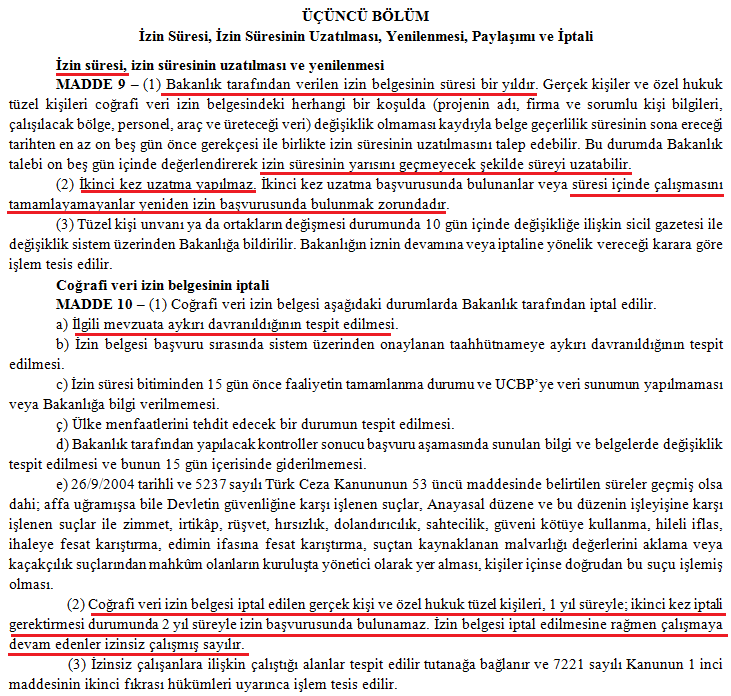 ÜÇÜNCÜ BÖLÜM
İzin Süresi, İzin Süresinin Uzatılması, Yenilenmesi, Paylaşımı ve İptali
İzin süresi, izin süresinin uzatılması ve yenilenmesi
MADDE 9 – (1) Bakanlık tarafından verilen izin belgesinin süresi bir yıldır. Gerçek kişiler ve özel hukuk
tüzel kişileri coğrafi veri izin belgesindeki herhangi bir koşulda (projenin adı, firma ve sorumlu kişi bilgileri,
çalışılacak bölge, personel, araç ve üreteceği veri) değişiklik olmaması kaydıyla belge geçerlilik süresinin sona ereceği
tarihten en az on beş gün önce gerekçesi ile birlikte izin süresinin uzatılmasını talep edebilir. Bu durumda Bakanlık
talebi on beş gün içinde değerlendirerek izin süresinin yarısını geçmeyecek şekilde süreyi uzatabilir.
(2) İkinci kez uzatma yapılmaz. İkinci kez uzatma başvurusunda bulunanlar veya süresi içinde çalışmasını
tamamlayamayanlar yeniden izin başvurusunda bulunmak zorundadır.
(3) Tüzel kişi unvanı ya da ortakların değişmesi durumunda 10 gün içinde değişikliğe ilişkin sicil gazetesi ile
değişiklik sistem üzerinden Bakanlığa bildirilir. Bakanlığın iznin devamına veya iptaline yönelik vereceği karara göre
işlem tesis edilir.
Coğrafi veri izin belgesinin iptali
MADDE 10 – (1) Coğrafi veri izin belgesi aşağıdaki durumlarda Bakanlık tarafından iptal edilir.
a) İlgili mevzuata aykırı davranıldığının tespit edilmesi.
b) İzin belgesi başvuru sırasında sistem üzerinden onaylanan taahhütnameye aykırı davranıldığının tespit
edilmesi.
c) İzin süresi bitiminden 15 gün önce faaliyetin tamamlanma durumu ve UCBP’ye veri sunumun yapılmaması
veya Bakanlığa bilgi verilmemesi.
ç) Ülke menfaatlerini tehdit edecek bir durumun tespit edilmesi.
d) Bakanlık tarafından yapılacak kontroller sonucu başvuru aşamasında sunulan bilgi ve belgelerde değişiklik
tespit edilmesi ve bunun 15 gün içerisinde giderilmemesi.
e) 26/9/2004 tarihli ve 5237 sayılı Türk Ceza Kanununun 53 üncü maddesinde belirtilen süreler geçmiş olsa
dahi; affa uğramışsa bile Devletin güvenliğine karşı işlenen suçlar, Anayasal düzene ve bu düzenin işleyişine karşı
işlenen suçlar ile zimmet, irtikâp, rüşvet, hırsızlık, dolandırıcılık, sahtecilik, güveni kötüye kullanma, hileli iflas,
ihaleye fesat karıştırma, edimin ifasına fesat karıştırma, suçtan kaynaklanan malvarlığı değerlerini aklama veya
kaçakçılık suçlarından mahkûm olanların kuruluşta yönetici olarak yer alması, kişiler içinse doğrudan bu suçu işlemiş
olması.
(2) Coğrafi veri izin belgesi iptal edilen gerçek kişi ve özel hukuk tüzel kişileri, 1 yıl süreyle; ikinci kez iptali
gerektirmesi durumunda 2 yıl süreyle izin başvurusunda bulunamaz. İzin belgesi iptal edilmesine rağmen çalışmaya
devam edenler izinsiz çalışmış sayılır.
(3) İzinsiz çalışanlara ilişkin çalıştığı alanlar tespit edilir tutanağa bağlanır ve 7221 sayılı Kanunun 1 inci
maddesinin ikinci fıkrası hükümleri uyarınca işlem tesis edilir.